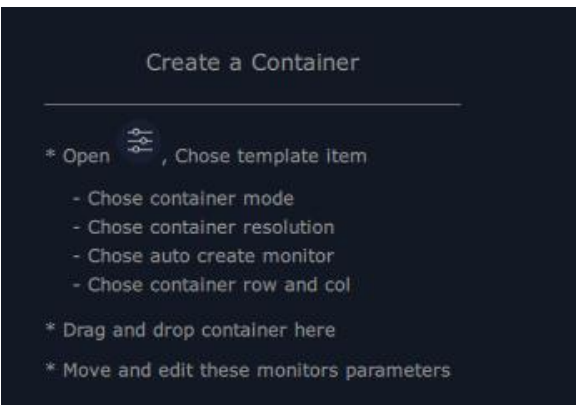 Create a Container
* Open , Chose template item
- Chose container mode
- Chose container resolution
- Chose auto create monitor
- Chose container row and col
* Drag and drop container here
* Move and edit these monitors parameters